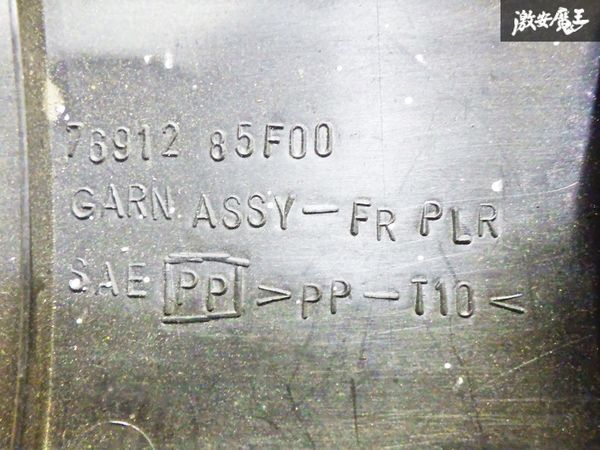 激安魔王
76912 85F00
GARN ASSY-FR PLR
SAE PP >PP-T10<